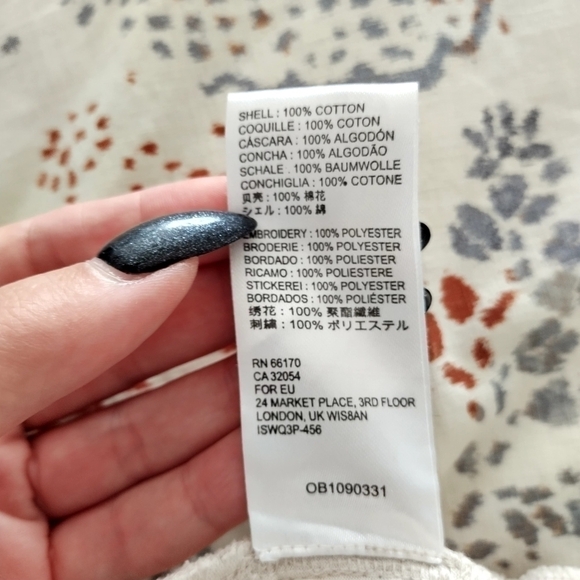 SHELL : 100% COTTON
COQUILLE : 100% COTON
CÁSCARA : 100% ALGODÓN
CONCHA : 100% ALGODÃO
SCHALE : 100% BAUMWOLLE
CONCHIGLIA : 100% COTONE
贝壳 : 100% 棉花
シェル : 100% 綿
EMBROIDERY : 100% POLYESTER
BRODERIE : 100% POLYESTER
BORDADO : 100% POLIESTER
RICAMO : 100% POLIESTERE
STICKEREI : 100% POLYESTER
BORDADOS : 100% POLIÉSTER
绣花 : 100% 聚酯纖維
刺繍 : 100% ポリエステル
RN 66170
CA 32054
FOR EU
24 MARKET PLACE, 3RD FLOOR
LONDON, UK WIS8AN
ISWQ3P-456
OB1090331